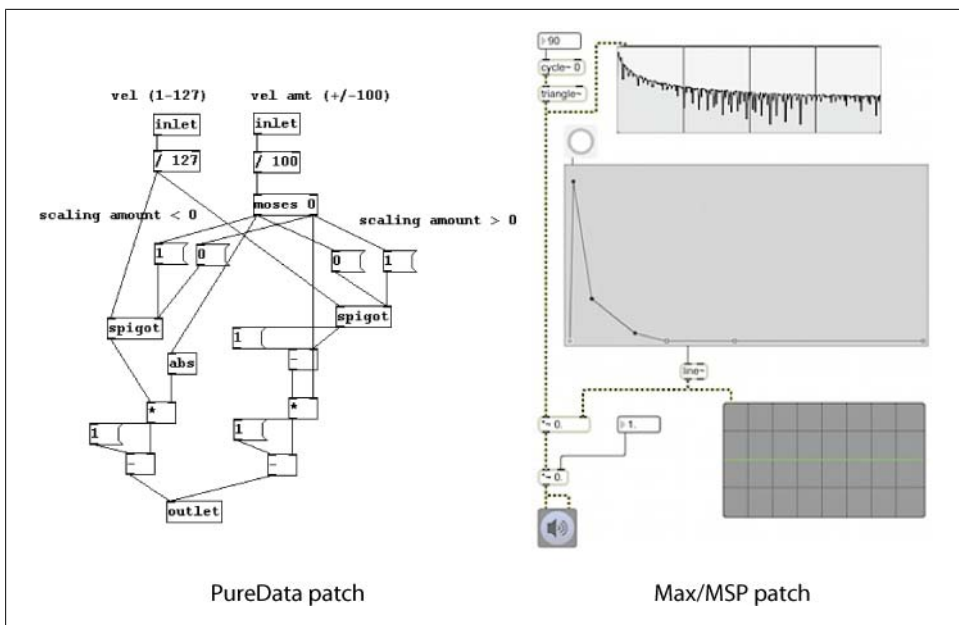 vel (1-127)
vel amt (+/-100)
inlet
inlet
/ 127
/ 100
moses 0
scaling amount < 0
scaling amount > 0
1
0
0
1
spigot
spigot
1
-
abs
*
*
1
1
-
-
outlet
PureData patch
90
cycle~ 0
triangle~
line~
*~ 0.
1.
*~ 0.
Max/MSP patch